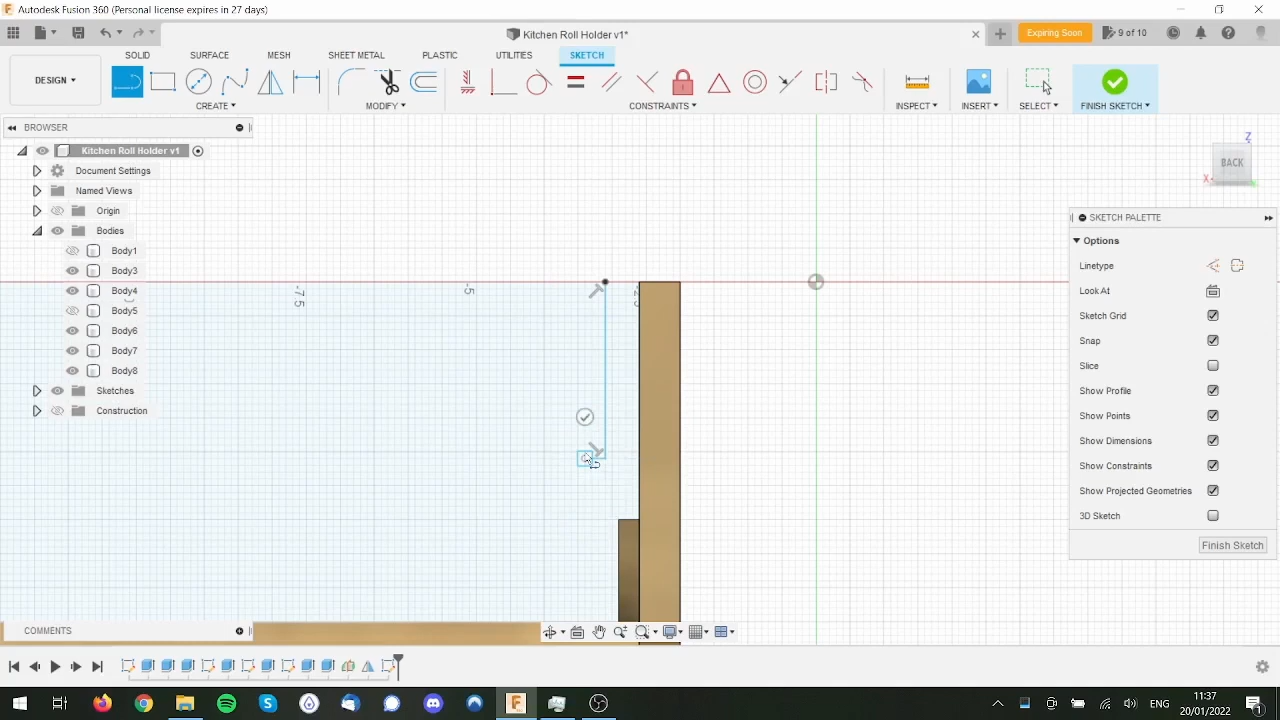 Autodesk Fusion 360 (Personal license expires in 27 days)
Kitchen Roll Holder v1*
Expiring Soon
9 of 10
DESIGN
SOLID
SURFACE
MESH
SHEET METAL
PLASTIC
UTILITIES
SKETCH
CREATE
MODIFY
CONSTRAINTS
INSPECT
INSERT
SELECT
FINISH SKETCH
BROWSER
Kitchen Roll Holder v1
Document Settings
Named Views
Origin
Bodies
Body1
Body3
Body4
Body5
Body6
Body7
Body8
Sketches
Construction
-7.5
-5
Z
BACK
X
SKETCH PALETTE
Options
Linetype
Look At
Sketch Grid
Snap
Slice
Show Profile
Show Points
Show Dimensions
Show Constraints
Show Projected Geometries
3D Sketch
Finish Sketch
COMMENTS
ENG
11:37
20/01/2022